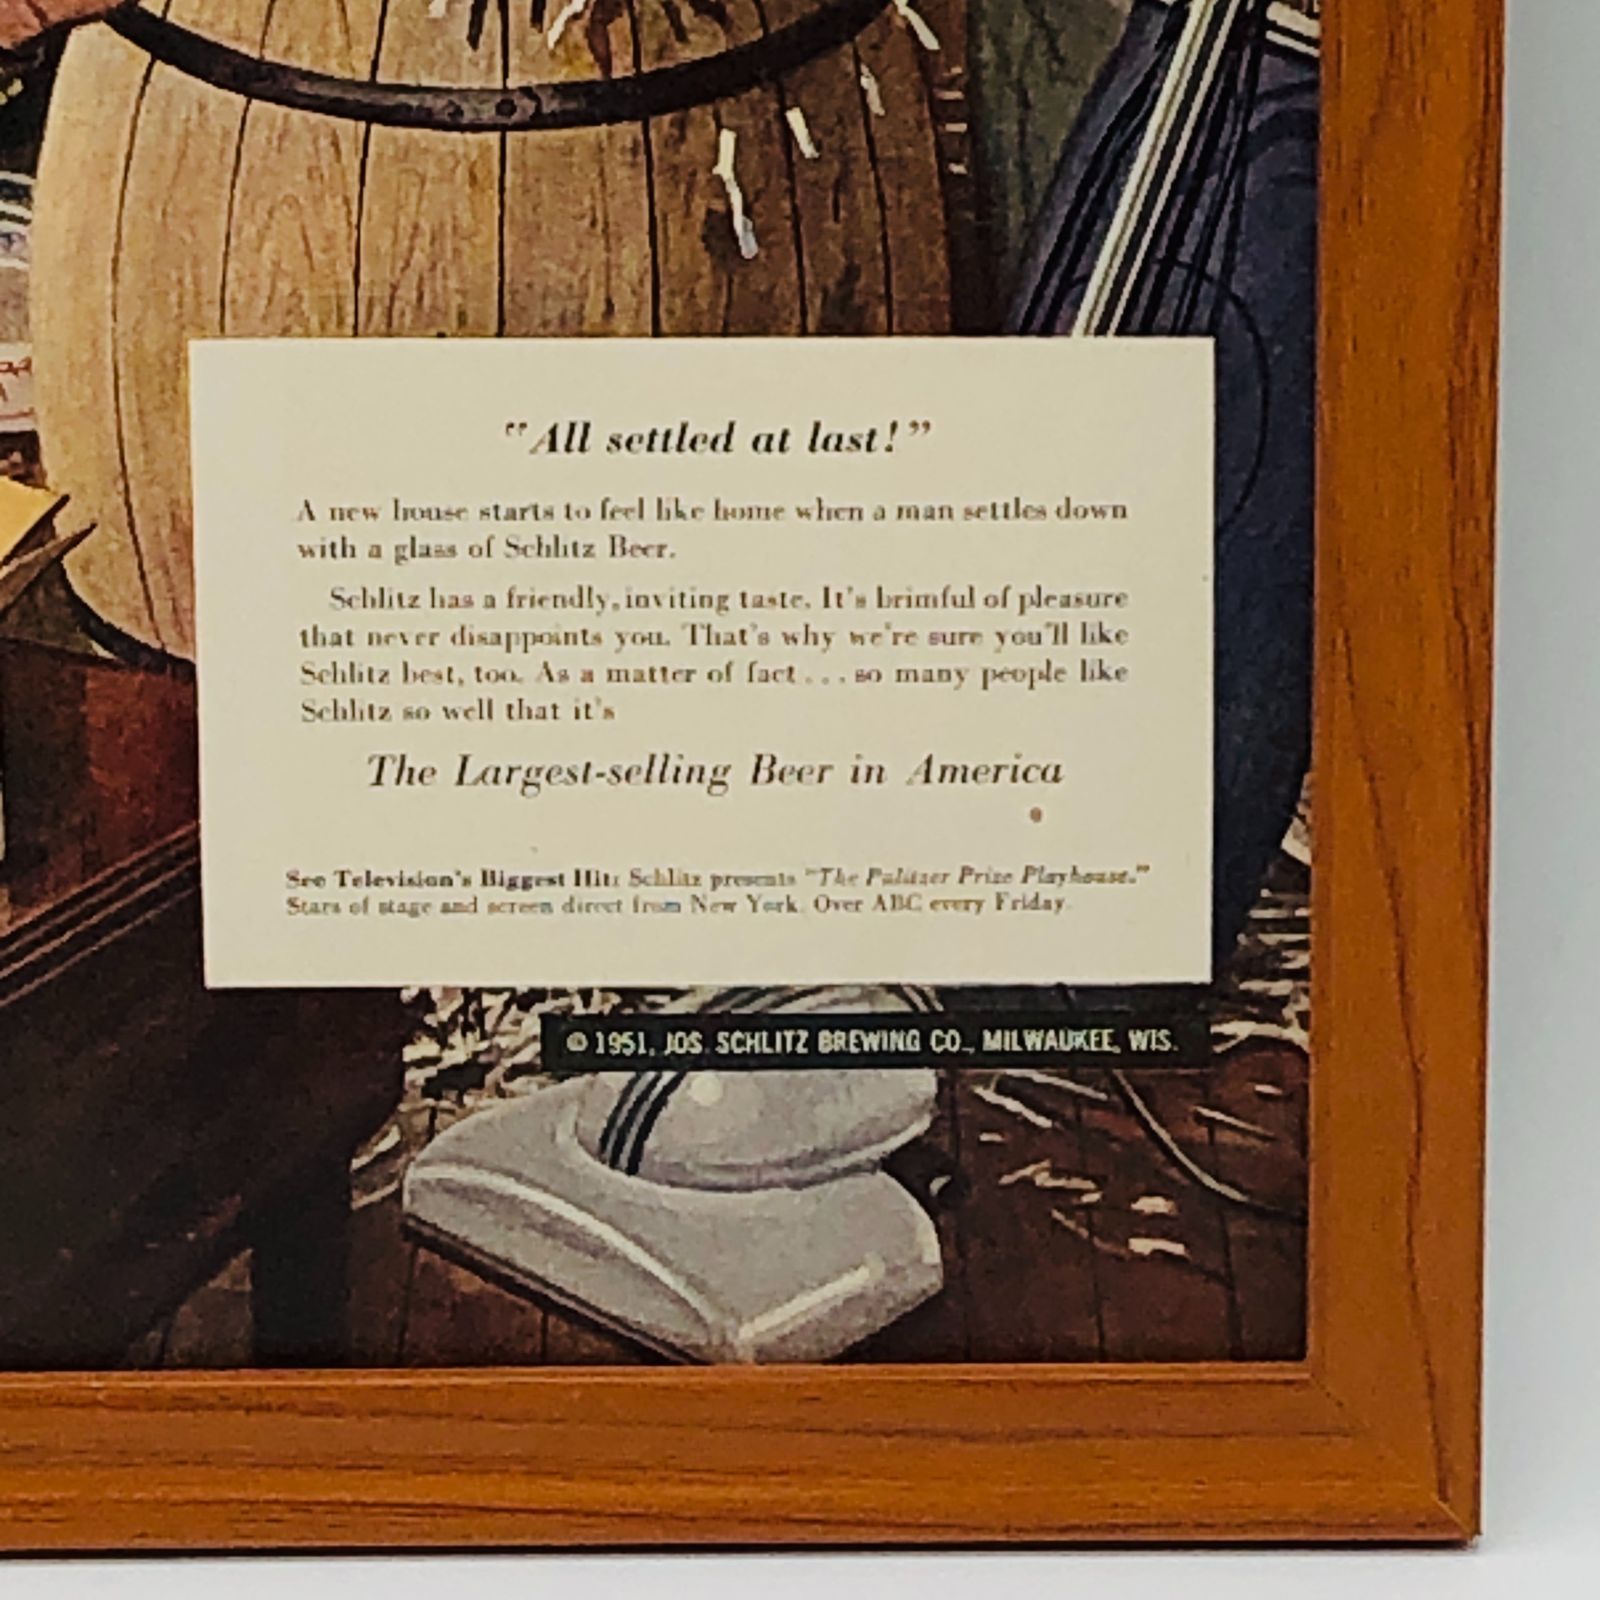 "All settled at last!"
A new house starts to feel like home when a man settles down
with a glass of Schlitz Beer.
Schlitz has a friendly, inviting taste. It's brimful of pleasure
that never disappoints you. That's why we're sure you'll like
Schlitz best, too. As a matter of fact . . . so many people like
Schlitz so well that it's
The Largest-selling Beer in America
See Television's Biggest Hit: Schlitz presents "The Pulitzer Prize Playhouse."
Stars of stage and screen direct from New York. Over ABC every Friday.
© 1951, JOS. SCHLITZ BREWING CO., MILWAUKEE, WIS.